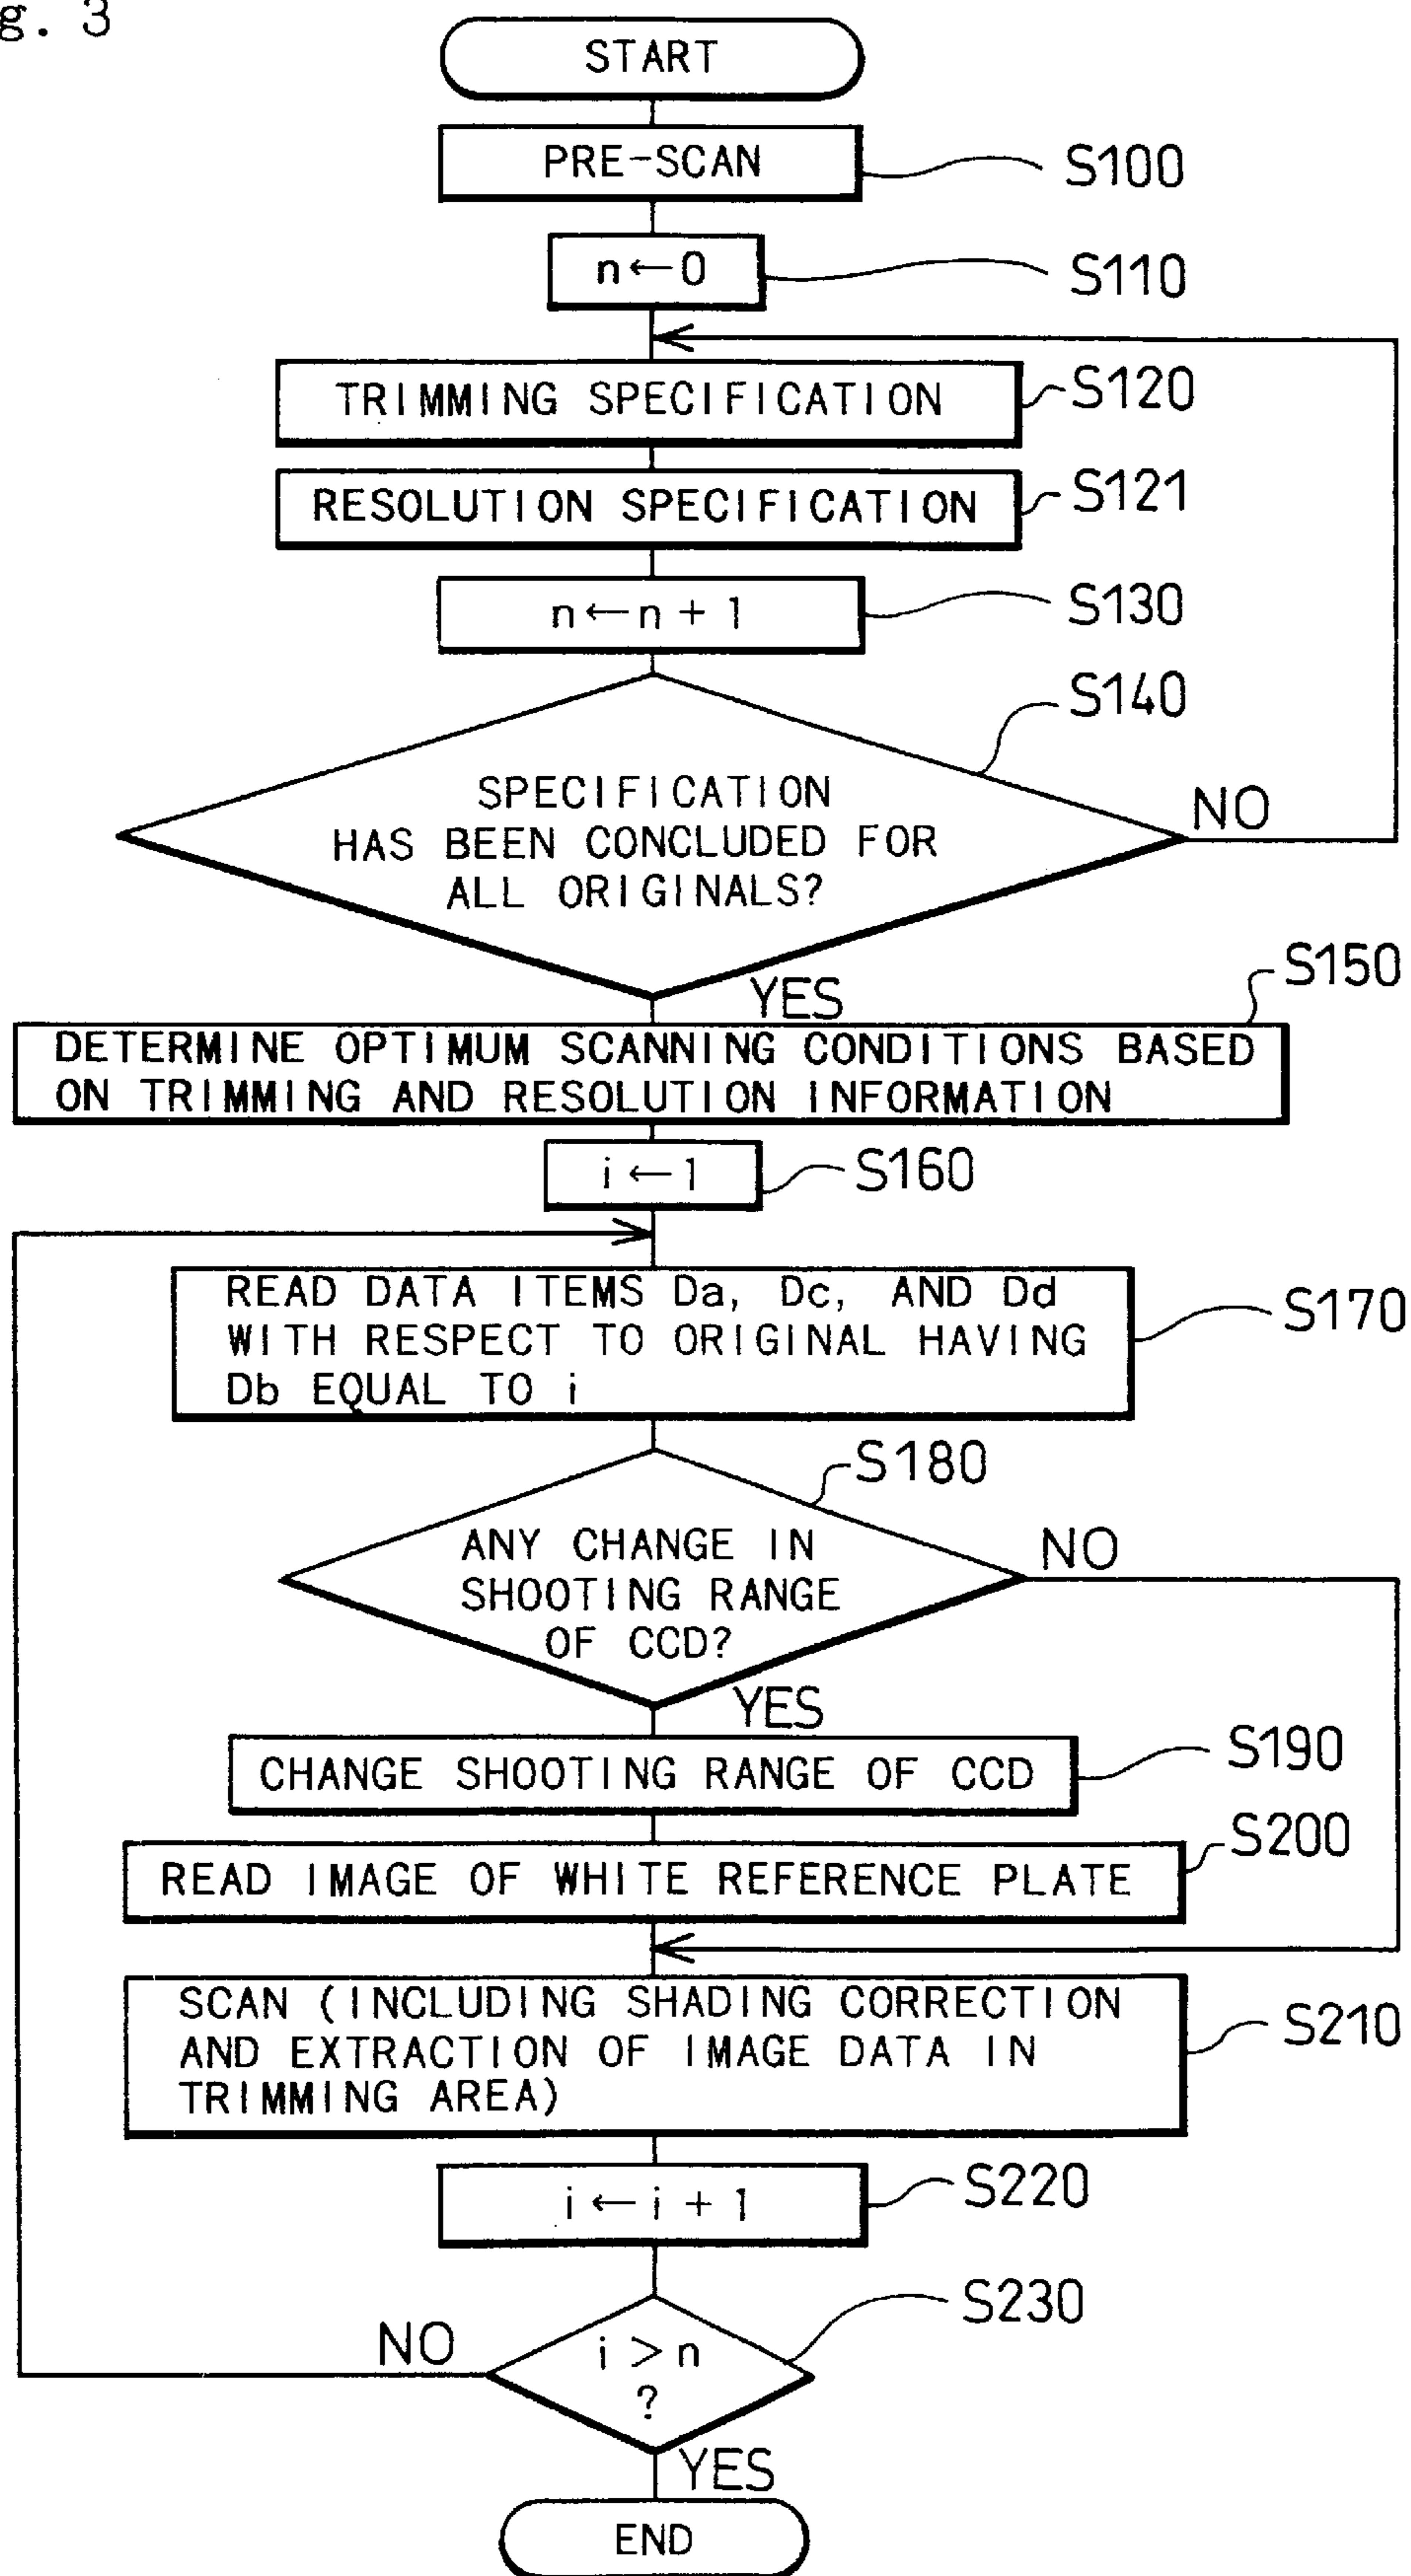 g. 3
START
PRE-SCAN
S100
n←0
S110
TRIMMING SPECIFICATION
S120
RESOLUTION SPECIFICATION
S121
n←n + 1
S130
S140
SPECIFICATION
HAS BEEN CONCLUDED FOR
ALL ORIGINALS?
NO
YES
S150
DETERMINE OPTIMUM SCANNING CONDITIONS BASED
ON TRIMMING AND RESOLUTION INFORMATION
i ←1
S160
READ DATA ITEMS Da, Dc, AND Dd
WITH RESPECT TO ORIGINAL HAVING
Db EQUAL TO i
S170
S180
ANY CHANGE IN
SHOOTING RANGE
OF CCD?
NO
YES
CHANGE SHOOTING RANGE OF CCD
S190
READ IMAGE OF WHITE REFERENCE PLATE
S200
SCAN (INCLUDING SHADING CORRECTION
AND EXTRACTION OF IMAGE DATA IN
TRIMMING AREA)
S210
i ← i + 1
S220
S230
i > n
?
NO
YES
END